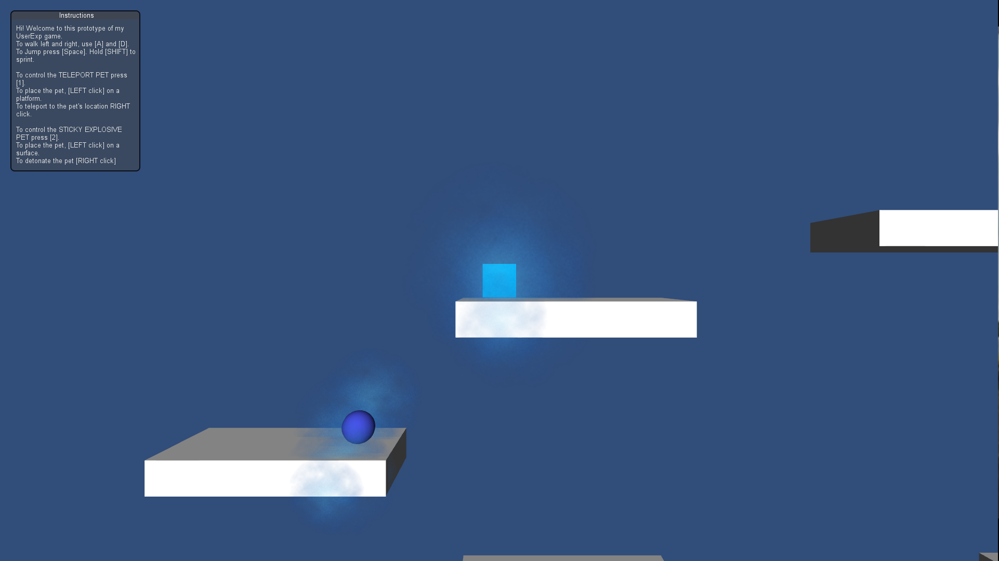 Instructions
Hi! Welcome to this prototype of my
UserExp game.
To walk left and right, use [A] and [D].
To Jump press [Space]. Hold [SHIFT] to
sprint.
To control the TELEPORT PET press
[1].
To place the pet, [LEFT click] on a
platform.
To teleport to the pet's location RIGHT
click.
To control the STICKY EXPLOSIVE
PET press [2].
To place the pet, [LEFT click] on a
surface.
To detonate the pet [RIGHT click]